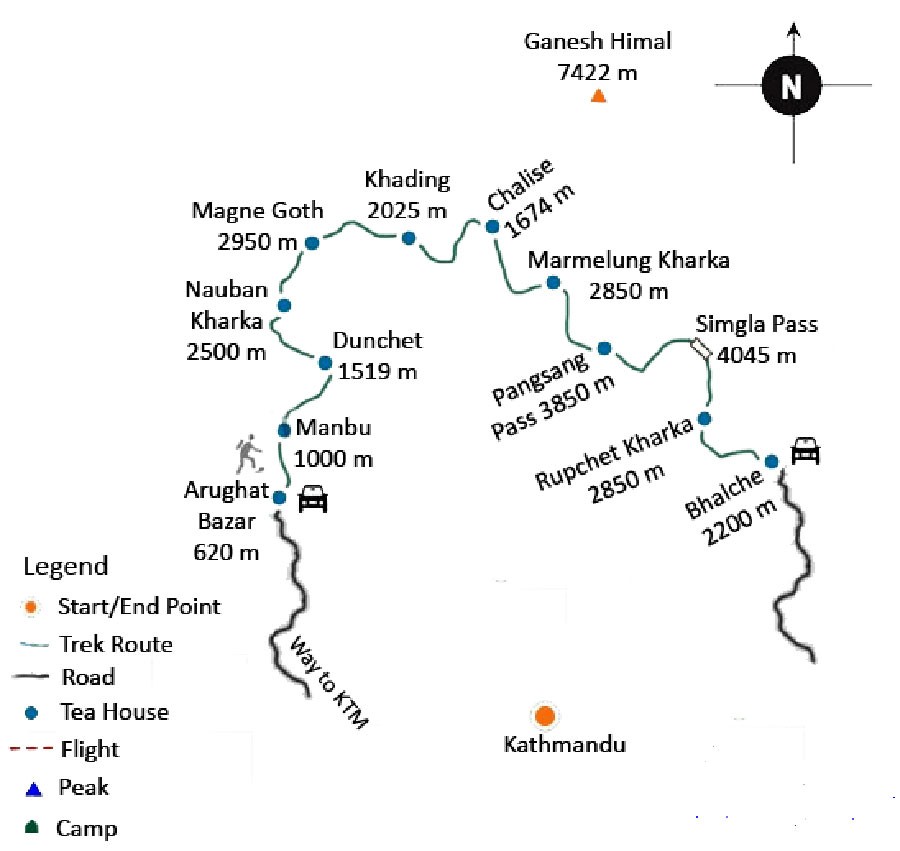 Ganesh Himal
7422 m
N
Khading
2025 m
Chalise
1674 m
Magne Goth
2950 m
Marmelung Kharka
2850 m
Nauban
Kharka
2500 m
Dunchet
1519 m
Simgla Pass
4045 m
Pangsang
Pass 3850 m
Manbu
1000 m
Rupchet Kharka
2850 m
Arughat
Bazar
620 m
Bhalche
2200 m
Way to KTM
Kathmandu
Legend
Start/End Point
Trek Route
Road
Tea House
Flight
Peak
Camp